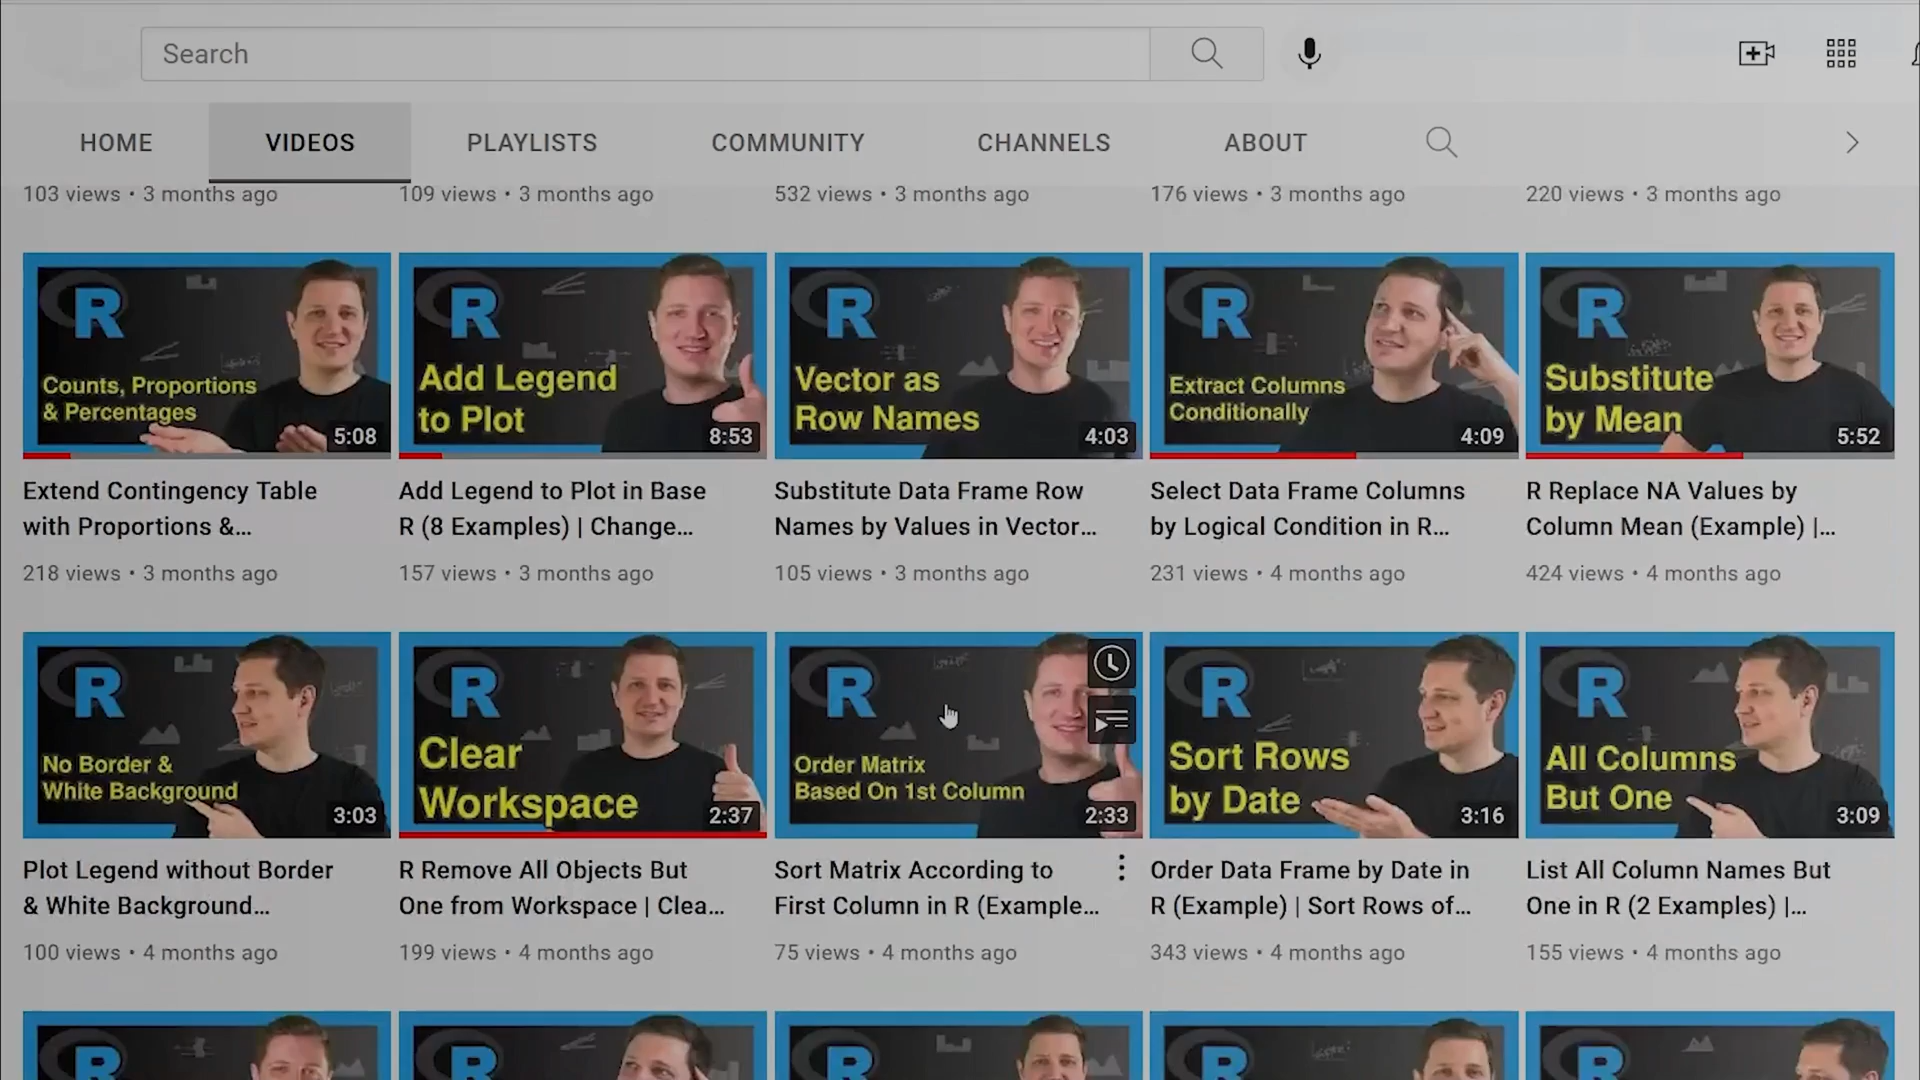 Search
HOME VIDEOS PLAYLISTS COMMUNITY CHANNELS ABOUT
103 views • 3 months ago
109 views • 3 months ago
532 views • 3 months ago
176 views • 3 months ago
220 views • 3 months ago
R
Counts, Proportions
& Percentages
5:08
R
Add Legend
to Plot
8:53
R
Vector as
Row Names
4:03
R
Extract Columns
Conditionally
4:09
R
Substitute
by Mean
5:52
Extend Contingency Table
with Proportions &...
218 views • 3 months ago
Add Legend to Plot in Base
R (8 Examples) | Change...
157 views • 3 months ago
Substitute Data Frame Row
Names by Values in Vector...
105 views • 3 months ago
Select Data Frame Columns
by Logical Condition in R...
231 views • 4 months ago
R Replace NA Values by
Column Mean (Example) |...
424 views • 4 months ago
R
No Border &
White Background
3:03
R
Clear
Workspace
2:37
R
Order Matrix
Based On 1st Column
2:33
R
Sort Rows
by Date
3:16
R
All Columns
But One
3:09
Plot Legend without Border
& White Background...
100 views • 4 months ago
R Remove All Objects But
One from Workspace | Clea...
199 views • 4 months ago
Sort Matrix According to
First Column in R (Example...
75 views • 4 months ago
Order Data Frame by Date in
R (Example) | Sort Rows of...
343 views • 4 months ago
List All Column Names But
One in R (2 Examples) |...
155 views • 4 months ago
R
R
R
R
R